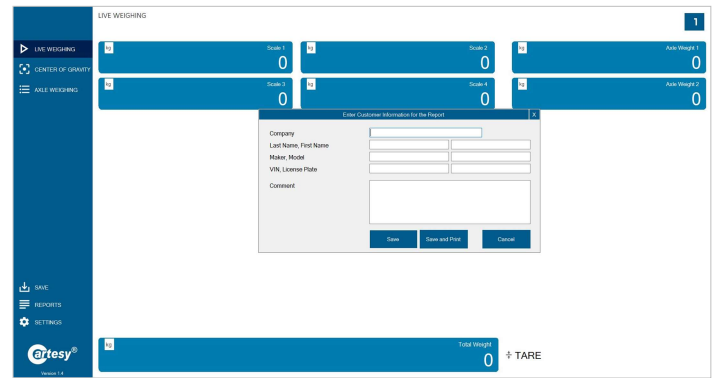 LIVE WEIGHING
1
LIVE WEIGHING
CENTER OF GRAVITY
AXLE WEIGHING
kg Scale 1
0
kg Scale 2
0
kg Axle Weight 1
0
kg Scale 3
0
kg Scale 4
0
kg Axle Weight 2
0
Enter Customer Information for the Report X
Company
Last Name, First Name
Maker, Model
VIN, License Plate
Comment
Save Save and Print Cancel
SAVE
REPORTS
SETTINGS
artesy®
Version 1.4
kg Total Weight
0
÷ TARE